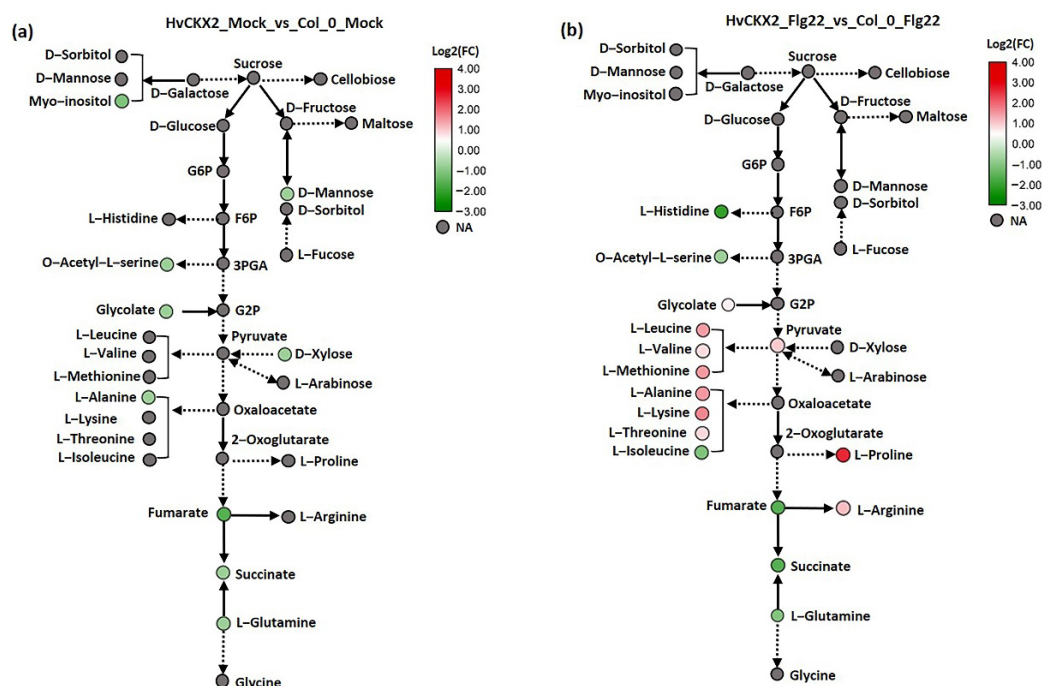 (a)
HvCKX2_Mock_vs_Col_0_Mock
D–Sorbitol
D–Mannose
Myo–inositol
D–Galactose
Sucrose
Cellobiose
D–Fructose
Maltose
D–Glucose
G6P
D–Mannose
D–Sorbitol
L–Histidine
F6P
L–Fucose
O–Acetyl–L–serine
3PGA
Glycolate
G2P
L–Leucine
L–Valine
L–Methionine
Pyruvate
D–Xylose
L–Arabinose
L–Alanine
L–Lysine
L–Threonine
L–Isoleucine
Oxaloacetate
2–Oxoglutarate
L–Proline
Fumarate
L–Arginine
Succinate
L–Glutamine
Glycine
Log2(FC)
4.00
3.00
2.00
1.00
0.00
−1.00
−2.00
−3.00
NA
(b)
HvCKX2_Flg22_vs_Col_0_Flg22
D–Sorbitol
D–Mannose
Myo–inositol
D–Galactose
Sucrose
Cellobiose
D–Fructose
Maltose
D–Glucose
G6P
D–Mannose
D–Sorbitol
L–Histidine
F6P
L–Fucose
O–Acetyl–L–serine
3PGA
Glycolate
G2P
L–Leucine
L–Valine
L–Methionine
Pyruvate
D–Xylose
L–Arabinose
L–Alanine
L–Lysine
L–Threonine
L–Isoleucine
Oxaloacetate
2–Oxoglutarate
L–Proline
Fumarate
L–Arginine
Succinate
L–Glutamine
Glycine
Log2(FC)
4.00
3.00
2.00
1.00
0.00
−1.00
−2.00
−3.00
NA